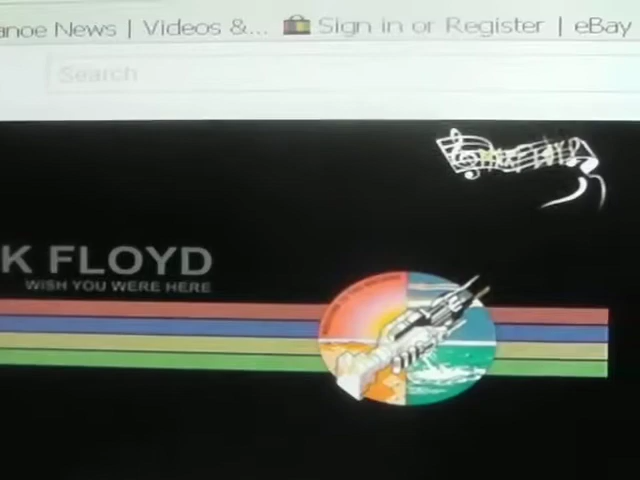 anoe News | Videos &... Sign in or Register | eBay
Search
K FLOYD
WISH YOU WERE HERE